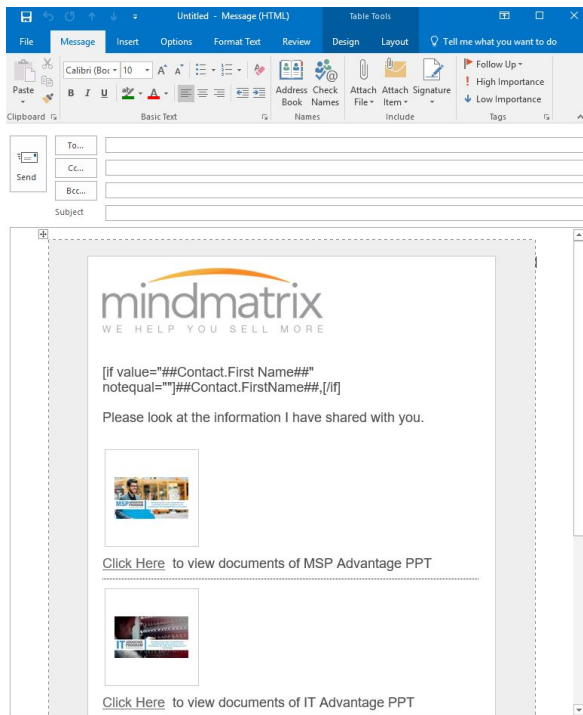 Untitled - Message (HTML)
Table Tools
File Message Insert Options Format Text Review Design Layout Tell me what you want to do
Paste
Calibri (Boc 10 A A
B I U A
Address Book
Check Names
Attach File
Attach Item
Signature
Follow Up
High Importance
Low Importance
Clipboard Basic Text Names Include Tags
Send
To...
Cc...
Bcc...
Subject
mindmatrix
WE HELP YOU SELL MORE
[if value="##Contact.First Name##"
notequal=""]##Contact.FirstName##,[/if]
Please look at the information I have shared with you.
MSP
Click Here to view documents of MSP Advantage PPT
IT
Click Here to view documents of IT Advantage PPT